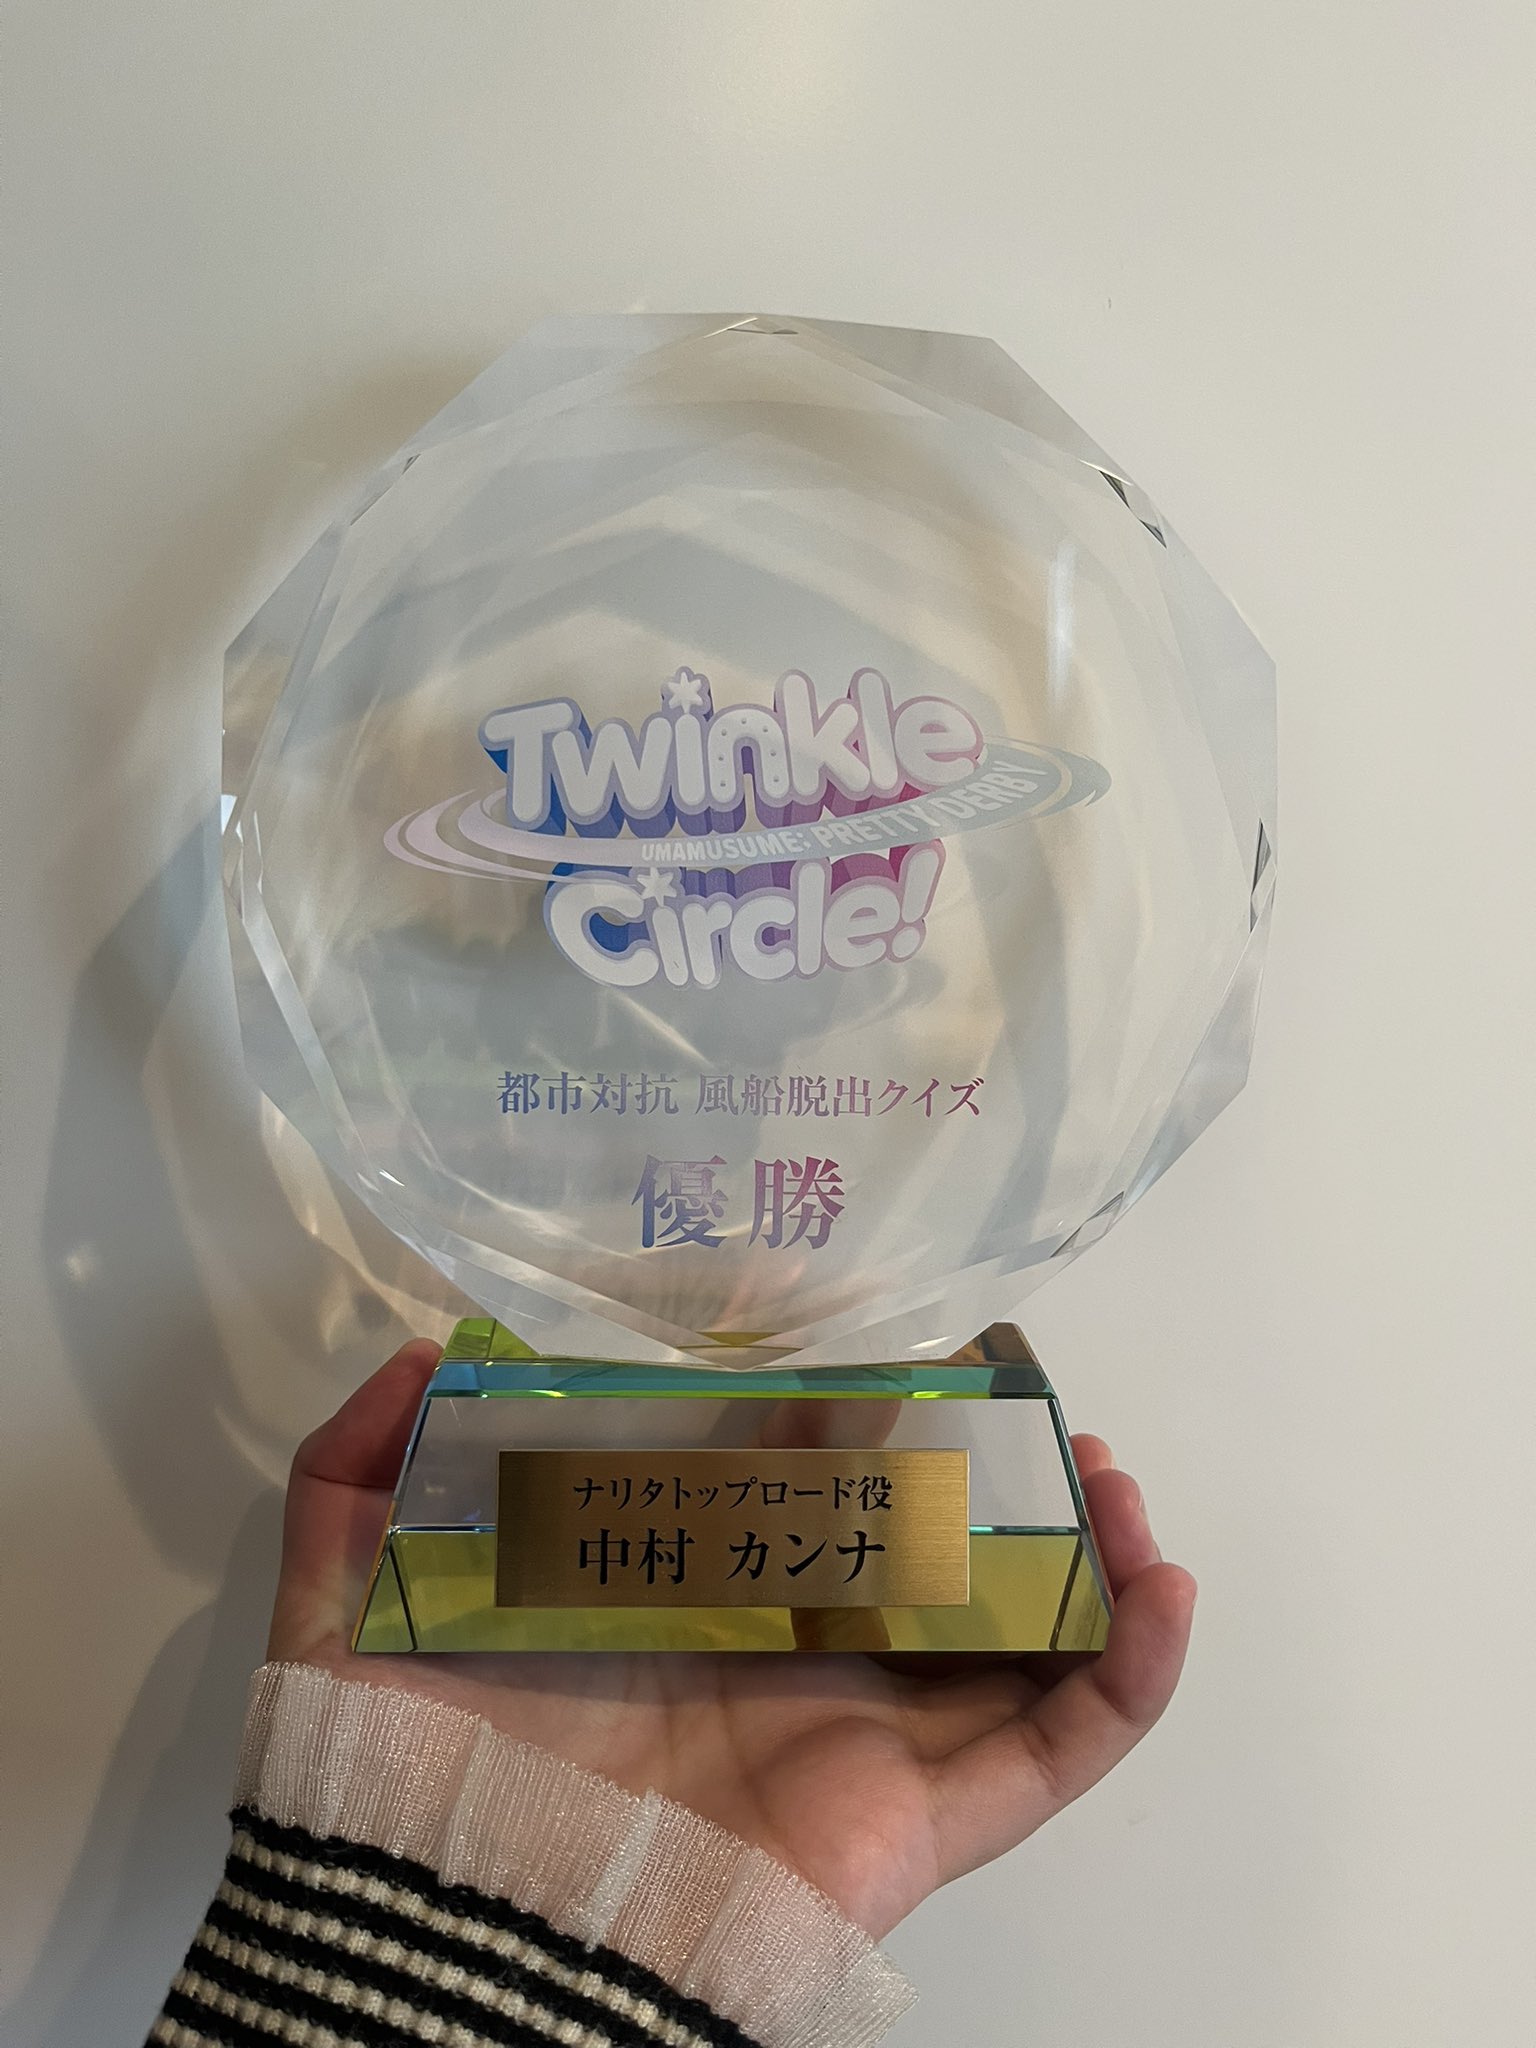 Twinkle
UMAMUSUME: PRETTY DERBY
Circle!
都市対抗 風船脱出クイズ
優勝
ナリタトップロード役
中村 カンナ